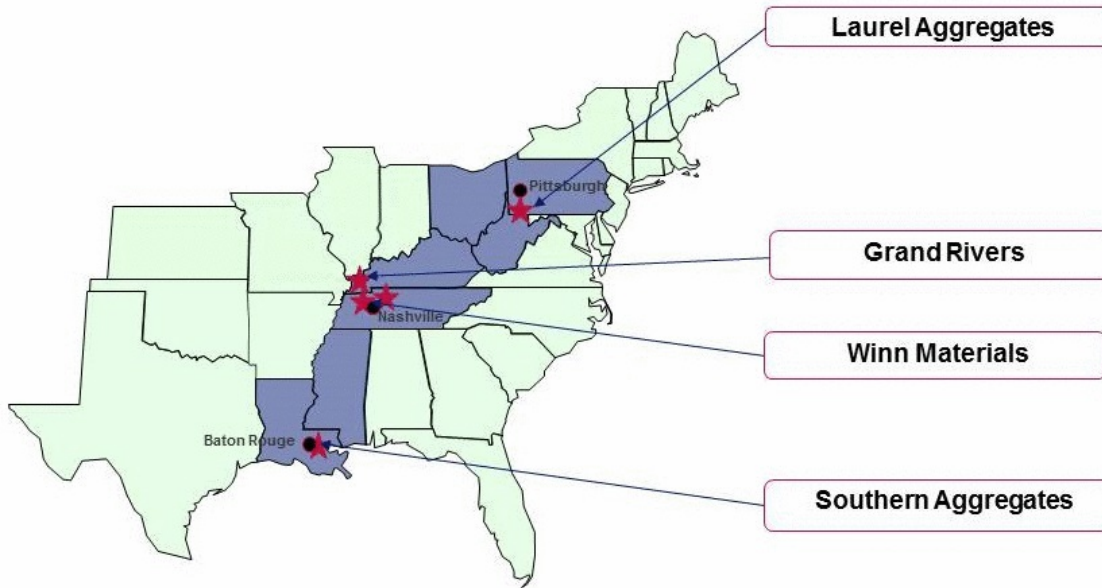 Laurel Aggregates
Pittsburgh
Grand Rivers
Nashville
Winn Materials
Baton Rouge
Southern Aggregates